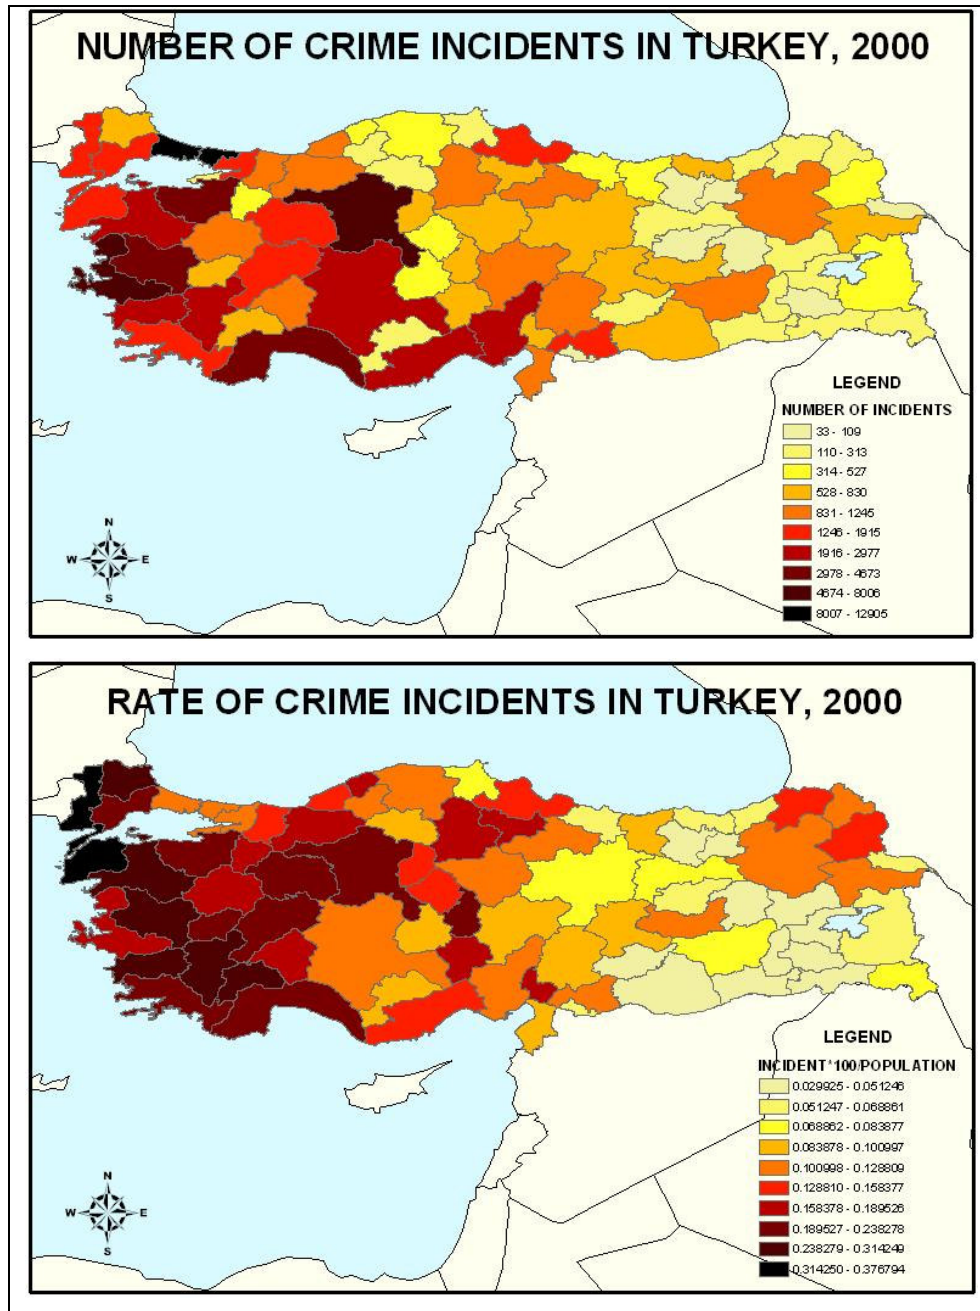 NUMBER OF CRIME INCIDENTS IN TURKEY, 2000
LEGEND
NUMBER OF INCIDENTS
33 - 109
110 - 313
314 - 527
528 - 830
831 - 1245
1246 - 1915
1916 - 2977
2978 - 4673
4674 - 8006
8007 - 12905
N
W E
S
RATE OF CRIME INCIDENTS IN TURKEY, 2000
LEGEND
INCIDENT*100/POPULATION
0.029925 - 0.051246
0.051247 - 0.068861
0.068862 - 0.083877
0.083878 - 0.100997
0.100998 - 0.128809
0.128810 - 0.158377
0.158378 - 0.189526
0.189527 - 0.238278
0.238279 - 0.314249
0.314250 - 0.376794
N
W E
S